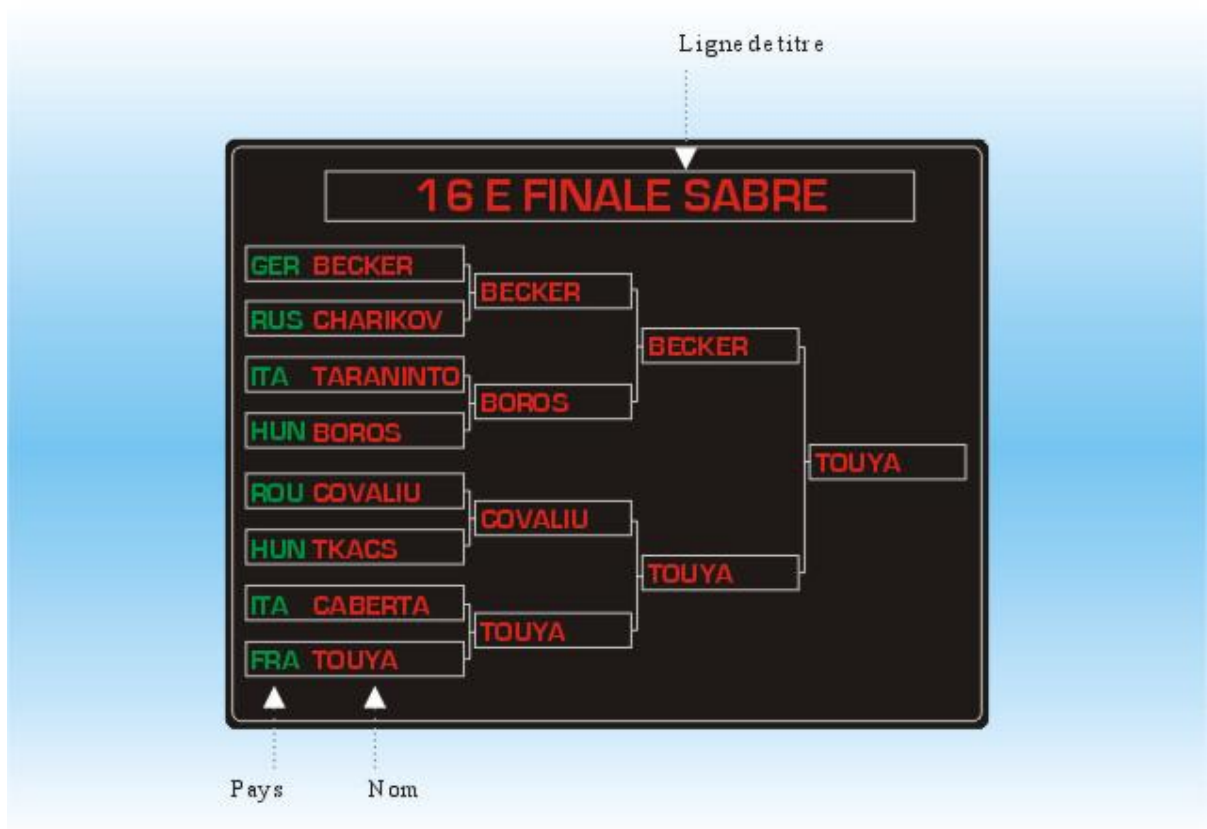 Ligne de titre
16 E FINALE SABRE
GER BECKER
RUS CHARIKOV
ITA TARANINTO
HUN BOROS
ROU COVALIU
HUN TKACS
ITA CABERTA
FRA TOUYA
BECKER
BOROS
COVALIU
TOUYA
BECKER
TOUYA
TOUYA
Pays Nom